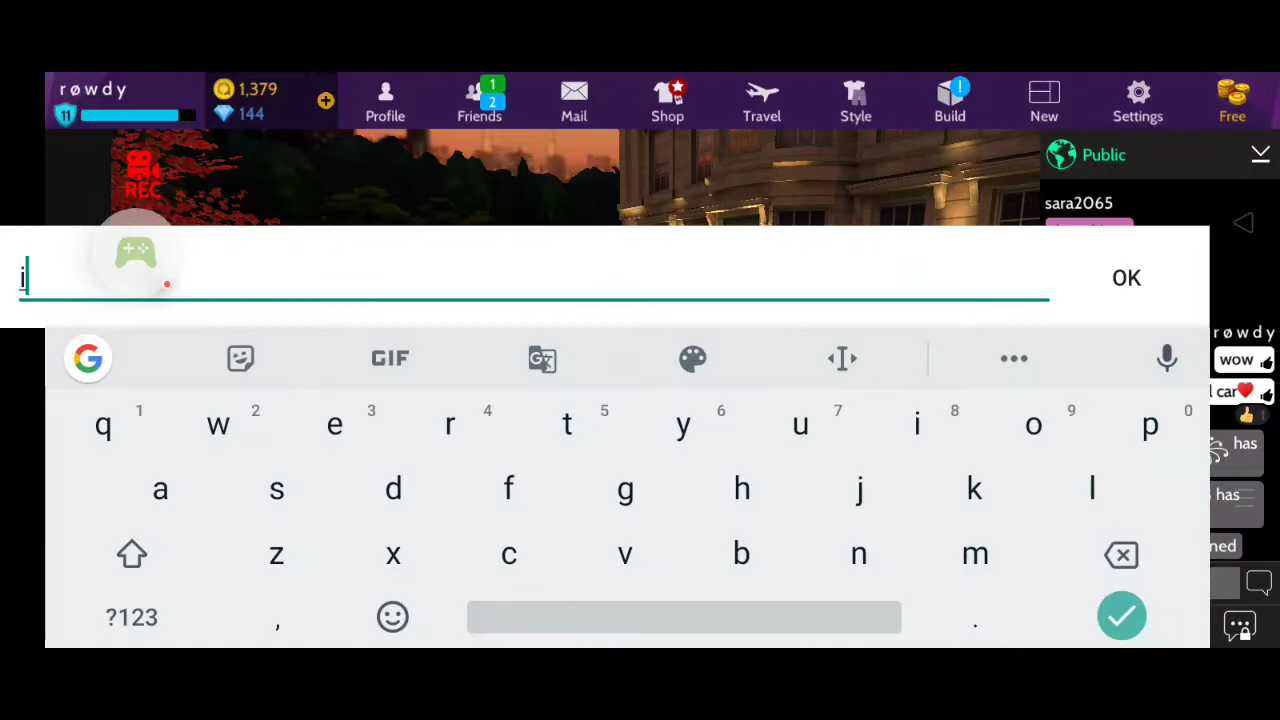 røwdy
11
1,379
144
Profile
1
2
Friends
Mail
Shop
Travel
Style
!
Build
New
Settings
Free
REC
Public
sara2065
i
OK
røwdy
wow
l car
1
has
has
ned
GIF
q 1 w 2 e 3 r 4 t 5 y 6 u 7 i 8 o 9 p 0
a s d f g h j k l
z x c v b n m
?123 , .